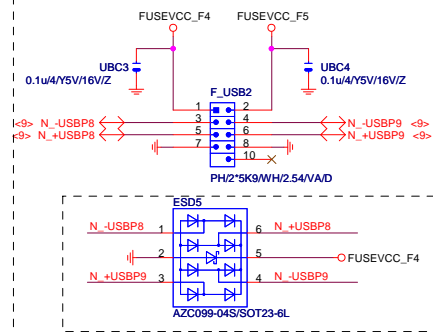 FUSEVCC_F4 FUSEVCC_F5
UBC3
0.1u/4/Y5V/16V/Z
UBC4
0.1u/4/Y5V/16V/Z
F_USB2
1 2
<9> N_-USBP8 3 4 N_-USBP9 <9>
<9> N_+USBP8 5 6 N_+USBP9 <9>
7 8
10
PH/2*5K9/WH/2.54/VA/D
ESD5
N_-USBP8 1 6 N_+USBP8
2 5 FUSEVCC_F4
N_+USBP9 3 4 N_-USBP9
AZC099-04S/SOT23-6L